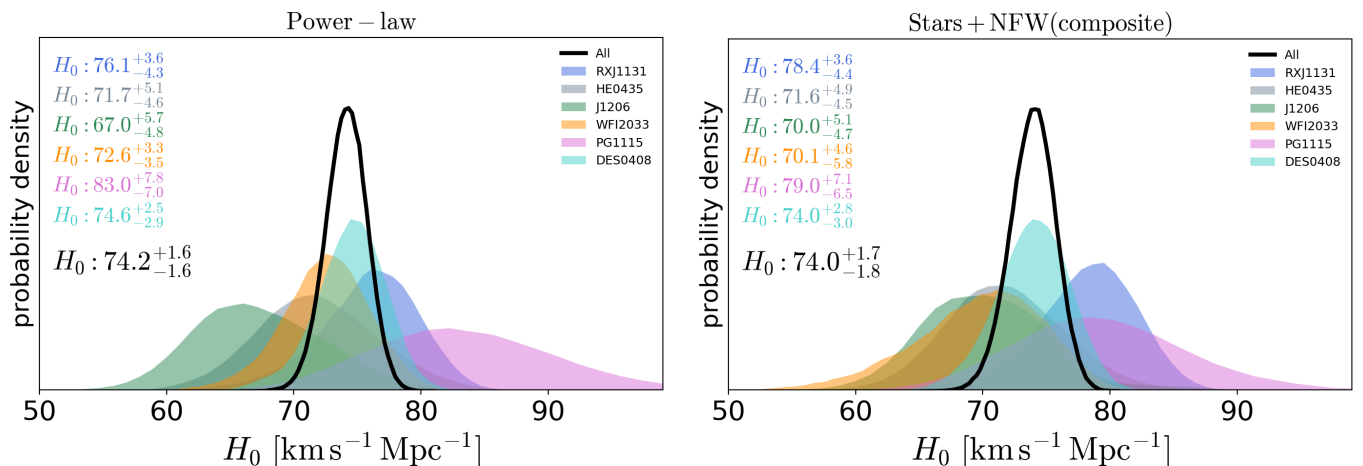 Power − law
H₀ : 76.1⁺³·⁶₋₄.₃
H₀ : 71.7⁺⁵·¹₋₄.₆
H₀ : 67.0⁺⁵·⁷₋₄.₈
H₀ : 72.6⁺³·³₋₃.₅
H₀ : 83.0⁺⁷·⁸₋₇.₀
H₀ : 74.6⁺²·⁵₋₂.₉
H₀ : 74.2⁺¹·⁶₋₁.₆
All
RXJ1131
HE0435
J1206
WFI2033
PG1115
DES0408
probability density
50 60 70 80 90
H₀ [km s⁻¹ Mpc⁻¹]
Stars + NFW(composite)
H₀ : 78.4⁺³·⁶₋₄.₄
H₀ : 71.6⁺⁴·⁹₋₄.₅
H₀ : 70.0⁺⁵·¹₋₄.₇
H₀ : 70.1⁺⁴·⁶₋₅.₈
H₀ : 79.0⁺⁷·¹₋₆.₅
H₀ : 74.0⁺²·⁸₋₃.₀
H₀ : 74.0⁺¹·⁷₋₁.₈
All
RXJ1131
HE0435
J1206
WFI2033
PG1115
DES0408
probability density
50 60 70 80 90
H₀ [km s⁻¹ Mpc⁻¹]